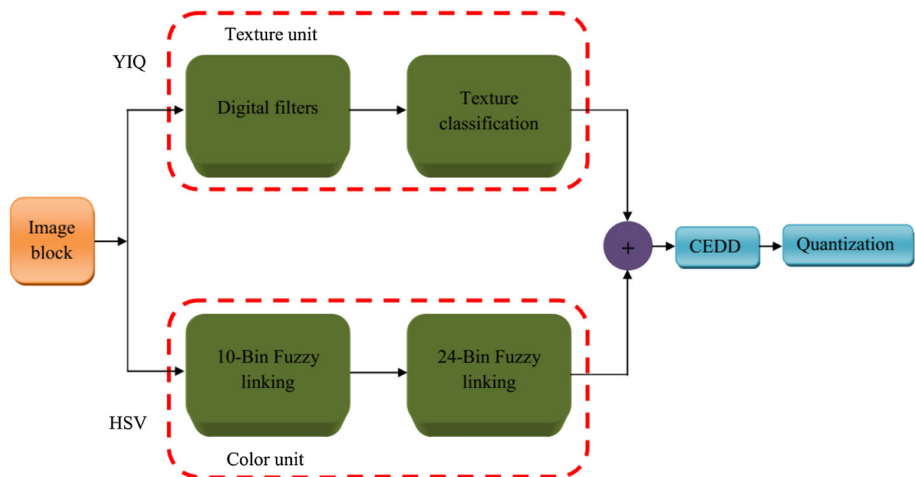 Texture unit
YIQ
Digital filters
Texture
classification
Image
block
+
CEDD
Quantization
10-Bin Fuzzy
linking
24-Bin Fuzzy
linking
HSV
Color unit